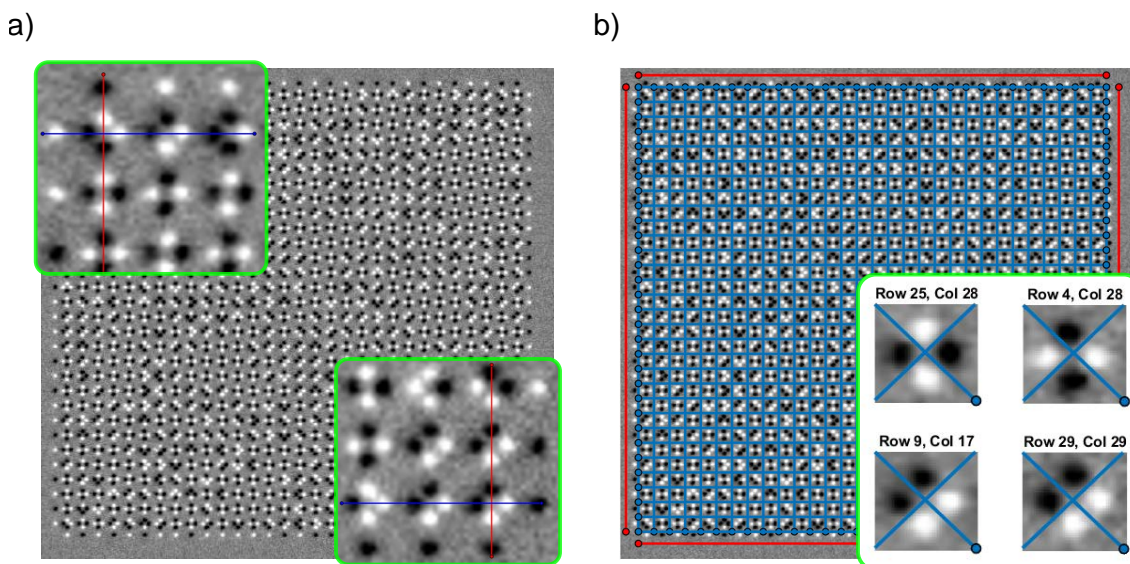 a)
b)
Row 25, Col 28
Row 4, Col 28
Row 9, Col 17
Row 29, Col 29